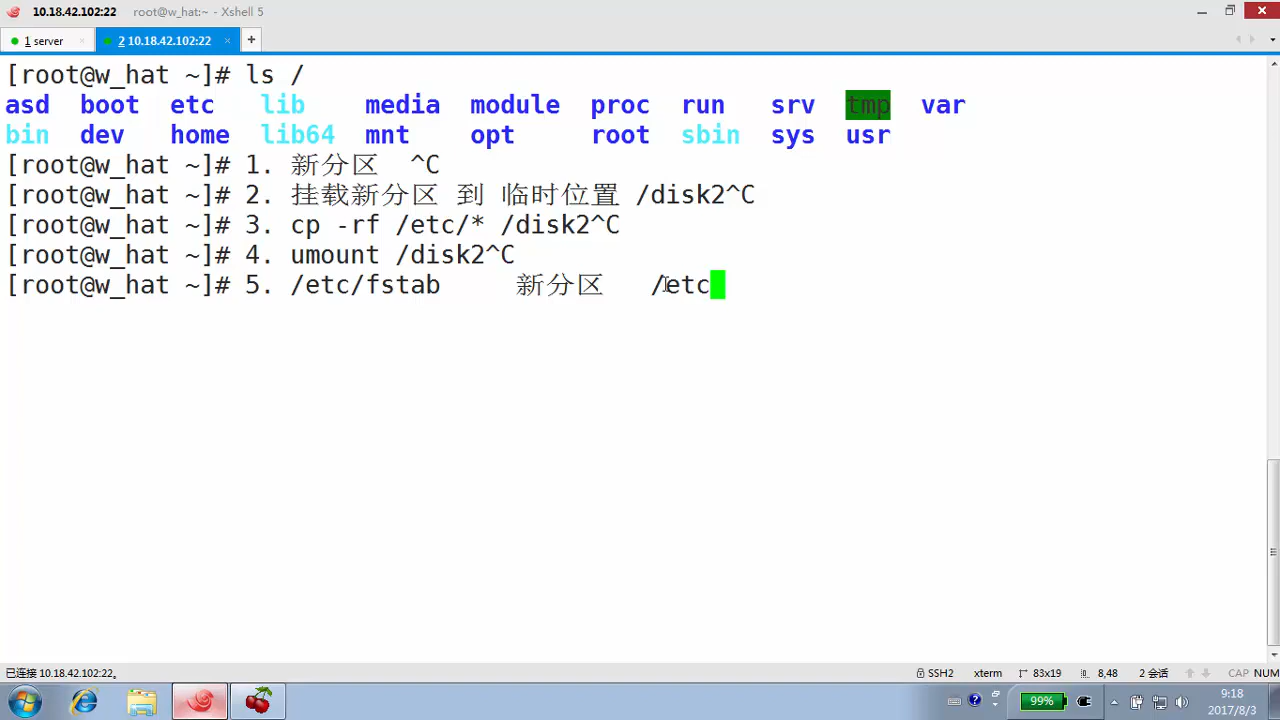 10.18.42.102:22 root@w_hat:~ - Xshell 5
1 server × 2 10.18.42.102:22 × +
[root@w_hat ~]# ls /
asd boot etc lib media module proc run srv tmp var
bin dev home lib64 mnt opt root sbin sys usr
[root@w_hat ~]# 1. 新分区 ^C
[root@w_hat ~]# 2. 挂载新分区 到 临时位置 /disk2^C
[root@w_hat ~]# 3. cp -rf /etc/* /disk2^C
[root@w_hat ~]# 4. umount /disk2^C
[root@w_hat ~]# 5. /etc/fstab 新分区 /etc
已连接 10.18.42.102:22。 SSH2 xterm 83x19 8,48 2 会话 CAP NUM
99% 9:18
2017/8/3